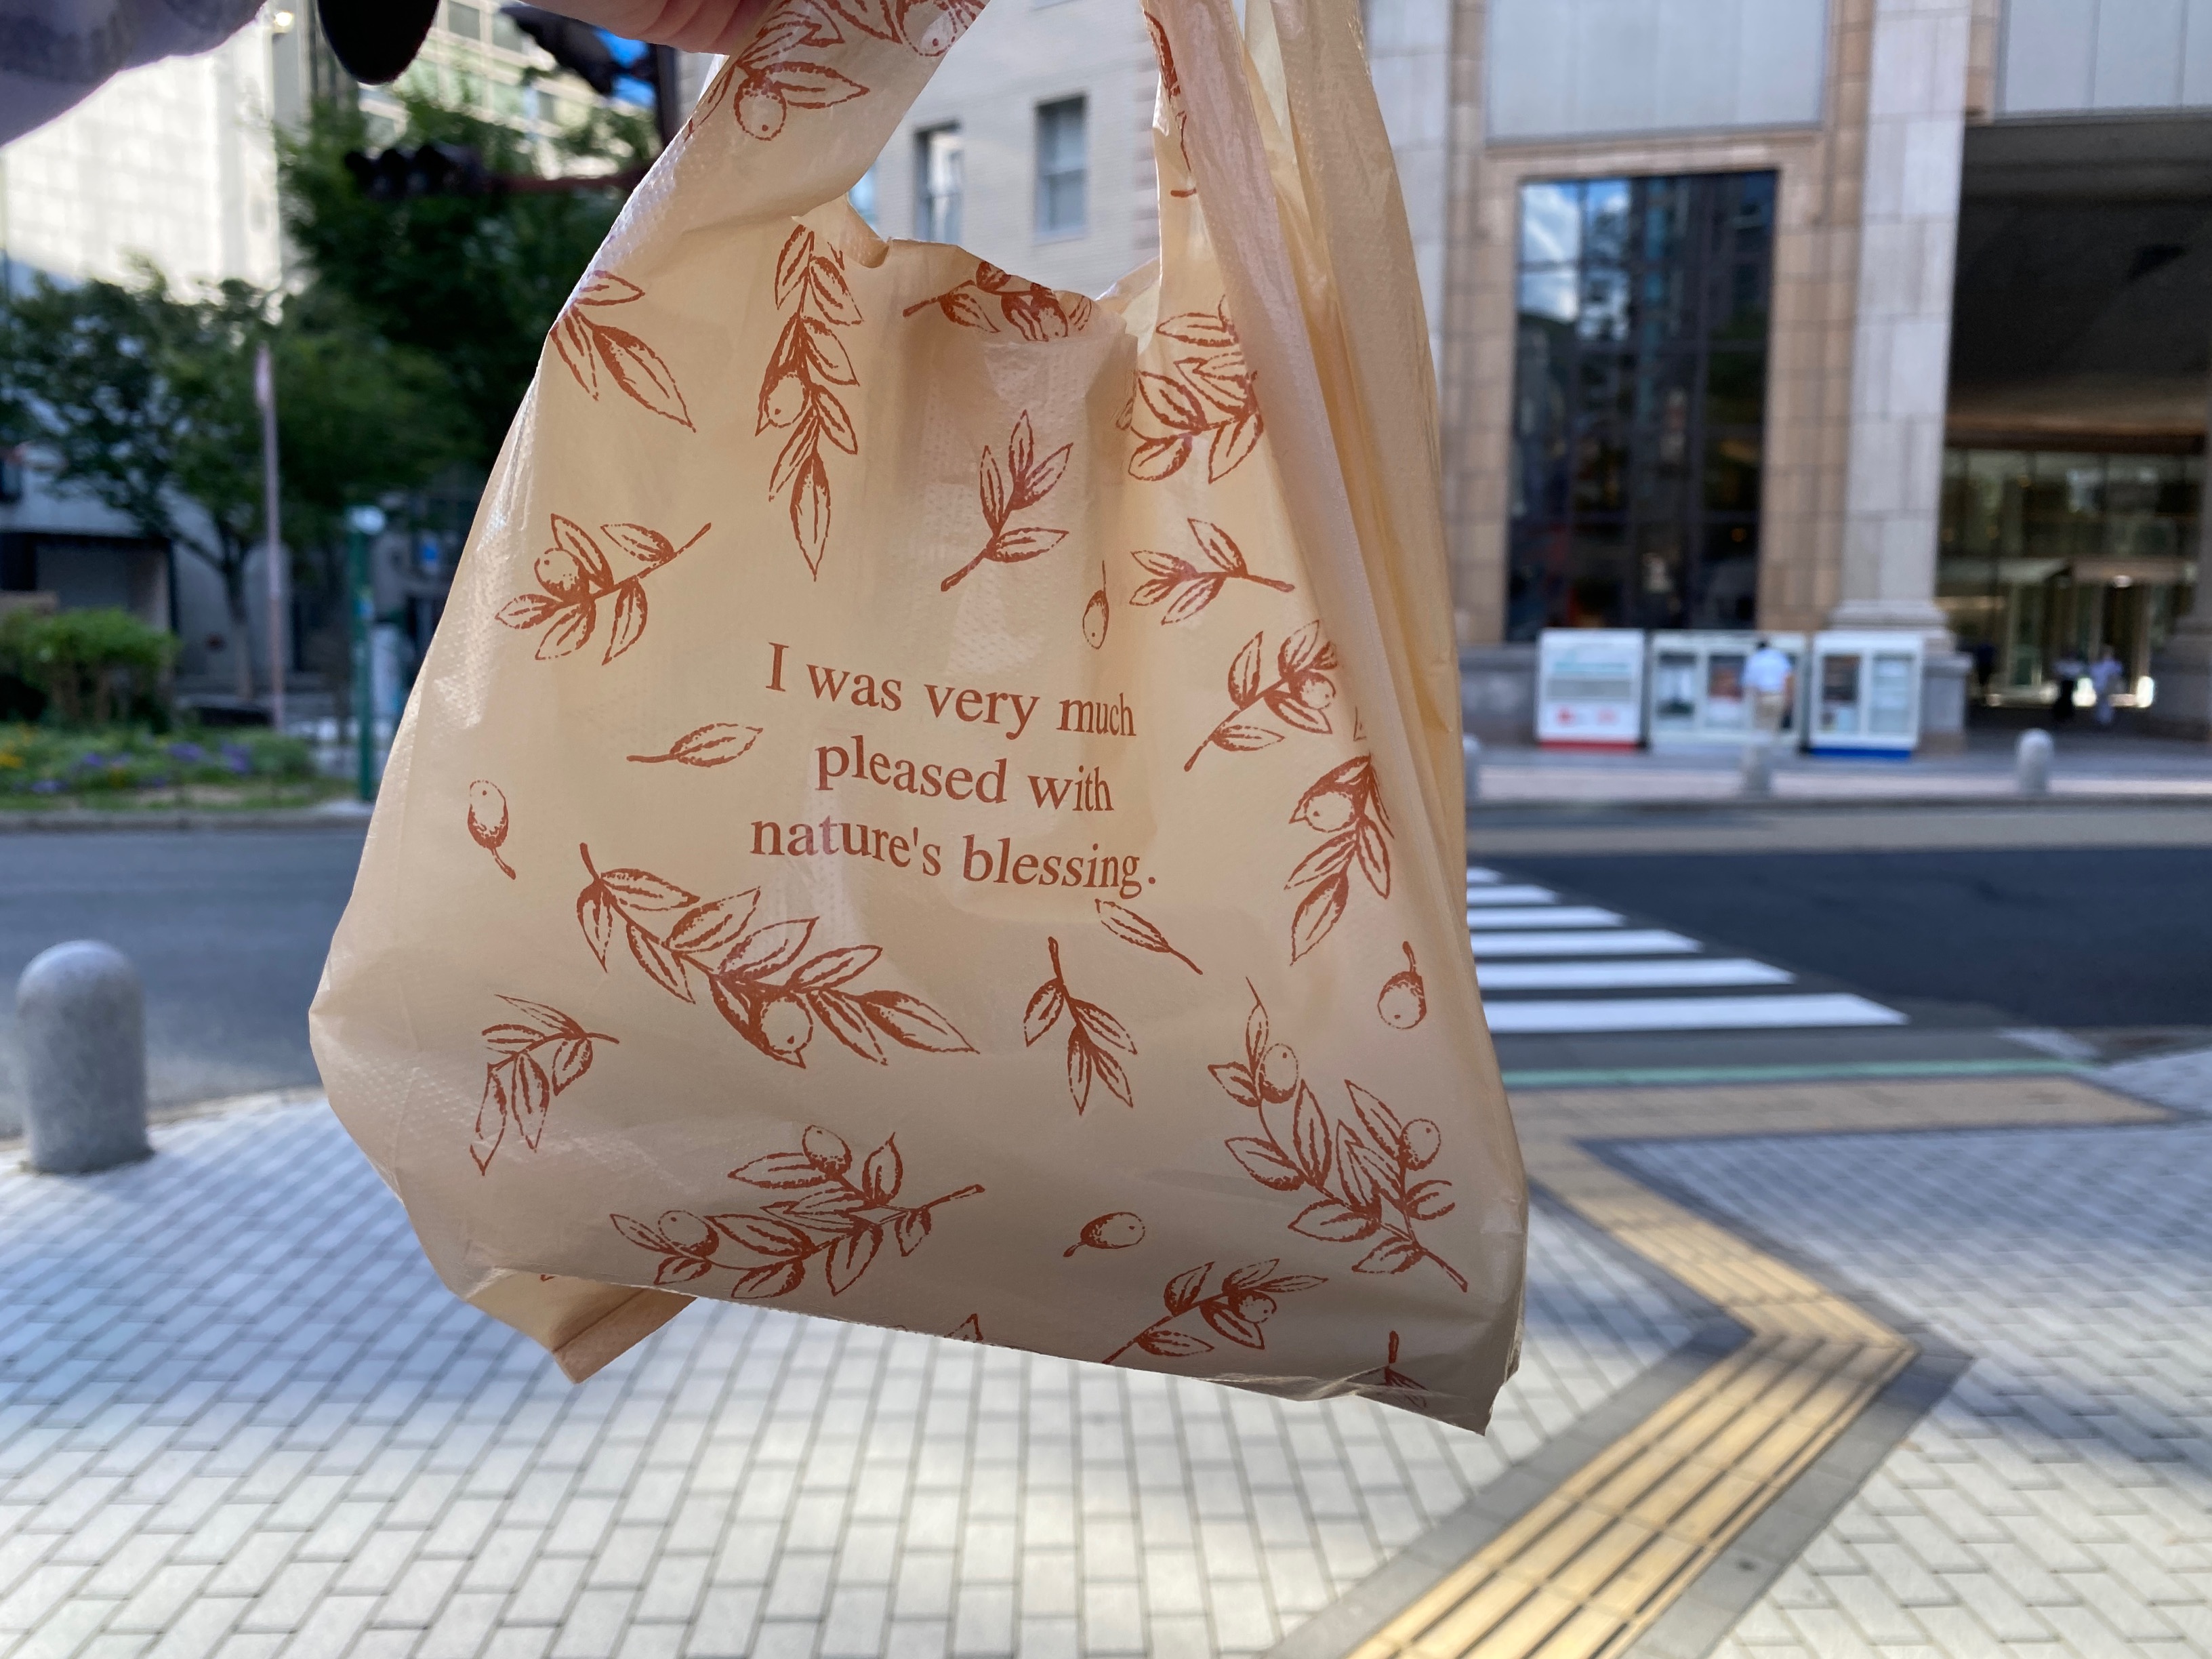 I was very much
pleased with
nature's blessing.